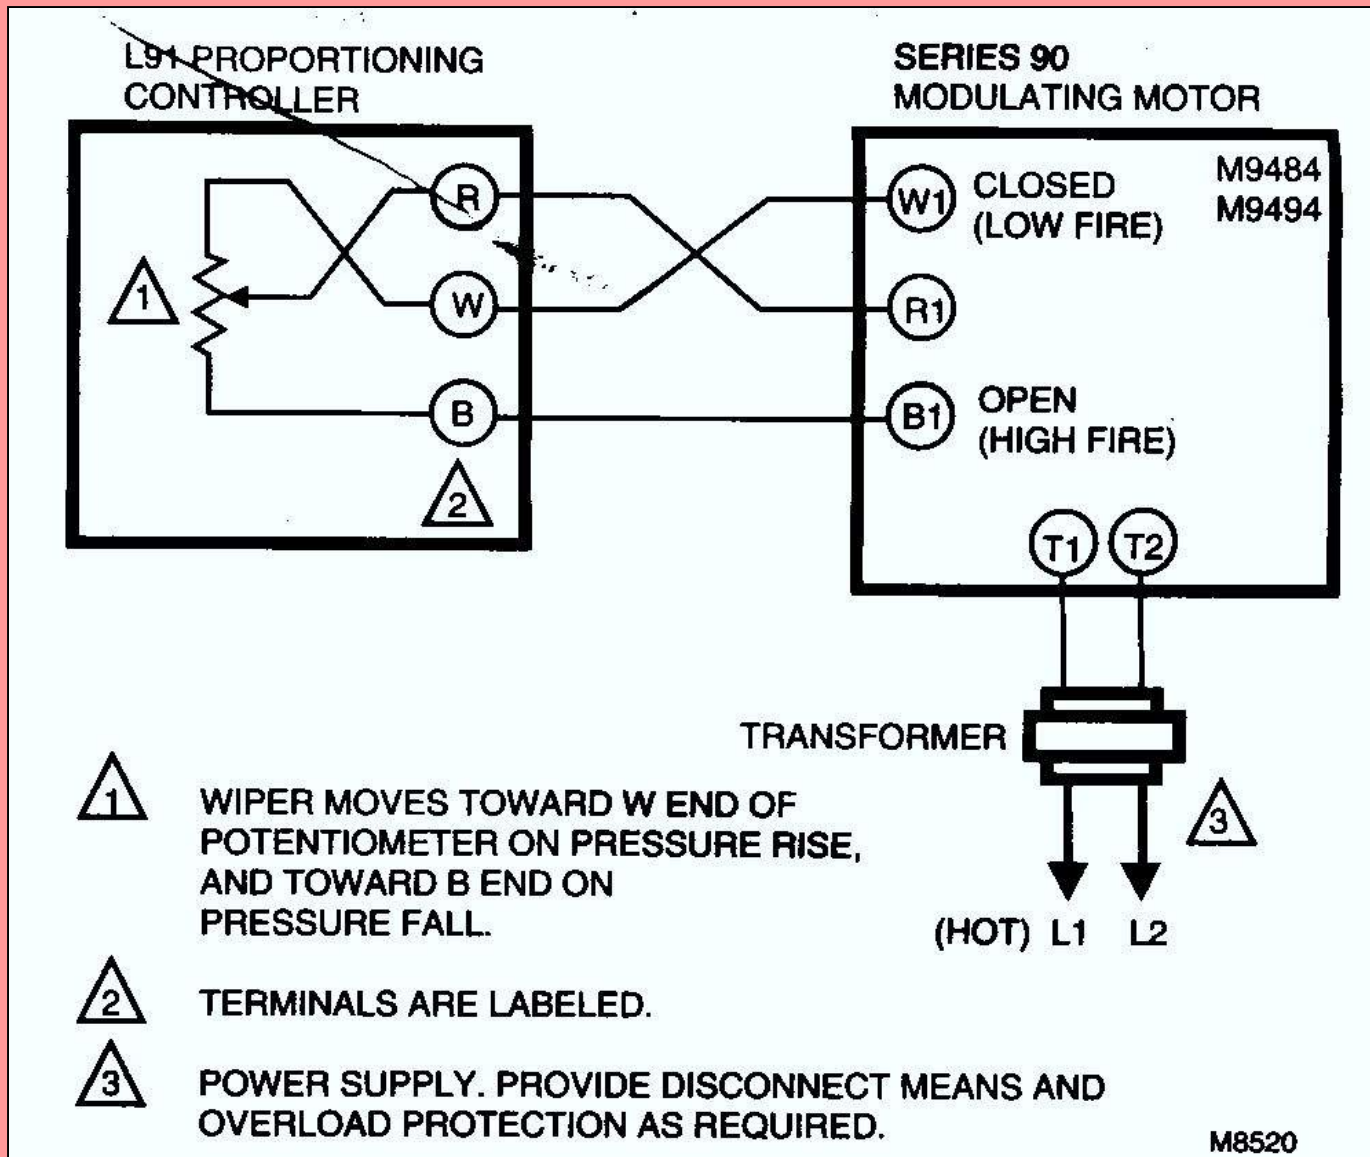 L91 PROPORTIONING
CONTROLLER
SERIES 90
MODULATING MOTOR
R
W
B
1
2
W1
CLOSED
(LOW FIRE)
M9484
M9494
R1
B1
OPEN
(HIGH FIRE)
T1
T2
TRANSFORMER
3
(HOT) L1 L2
1
WIPER MOVES TOWARD W END OF
POTENTIOMETER ON PRESSURE RISE,
AND TOWARD B END ON
PRESSURE FALL.
2
TERMINALS ARE LABELED.
3
POWER SUPPLY. PROVIDE DISCONNECT MEANS AND
OVERLOAD PROTECTION AS REQUIRED.
M8520